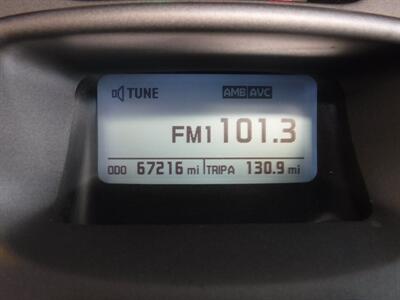 TUNE AMB AVC
FM1 101.3
ODO 67216 mi TRIPA 130.9 mi